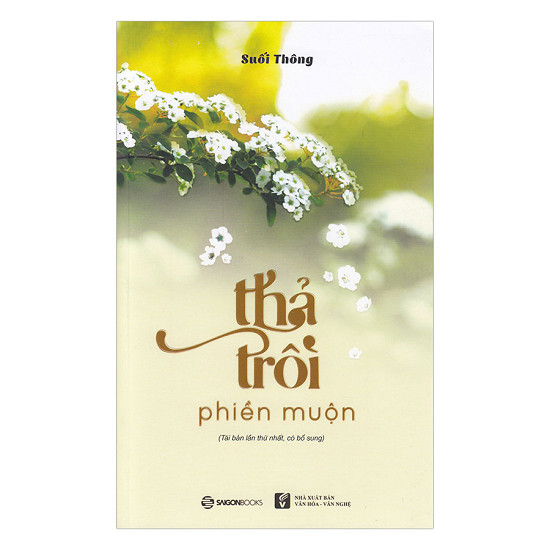 Suối Thông
thả
trôi
phiền muộn
(Tái bản lần thứ nhất, có bổ sung)
SAIGONBOOKS
NHÀ XUẤT BẢN
VĂN HÓA - VĂN NGHỆ